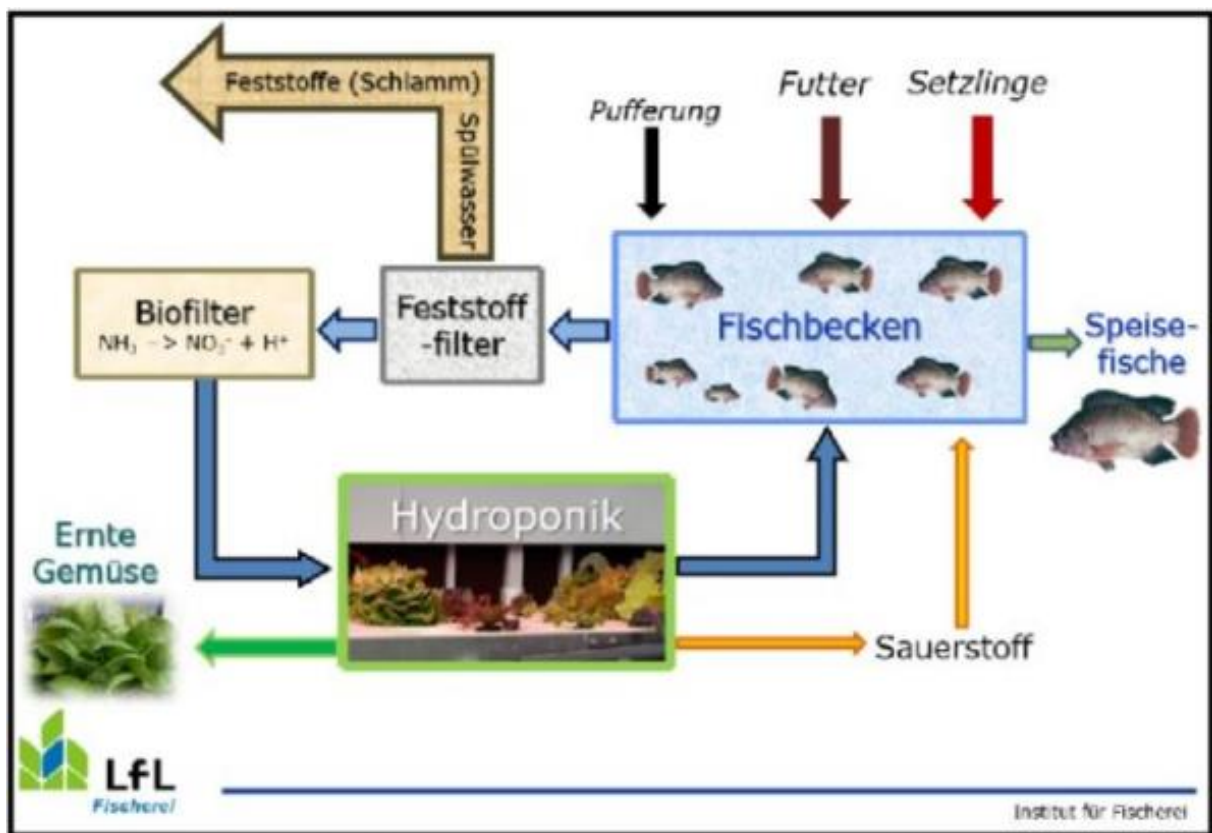 Feststoffe (Schlamm)
Spülwasser
Pufferung
Futter
Setzlinge
Biofilter
NH₃ -> NO₃⁻ + H⁺
Feststoff
-filter
Fischbecken
Speise-
fische
Hydroponik
Ernte
Gemüse
Sauerstoff
LfL
Fischerei
Institut für Fischerei